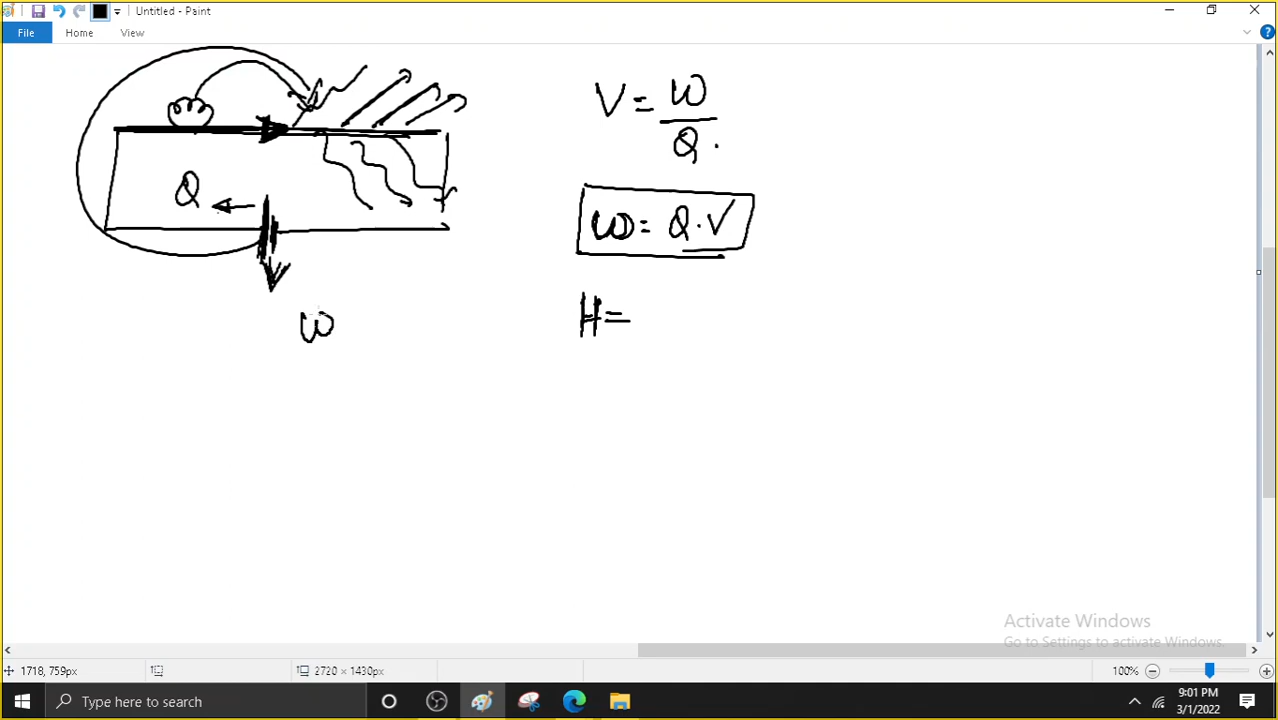 Untitled - Paint
File Home View
Q
W
V = W
Q .
W = Q . V
H =
Activate Windows
Go to Settings to activate Windows.
1718, 759px
2720 × 1430px
100%
Type here to search
9:01 PM
3/1/2022